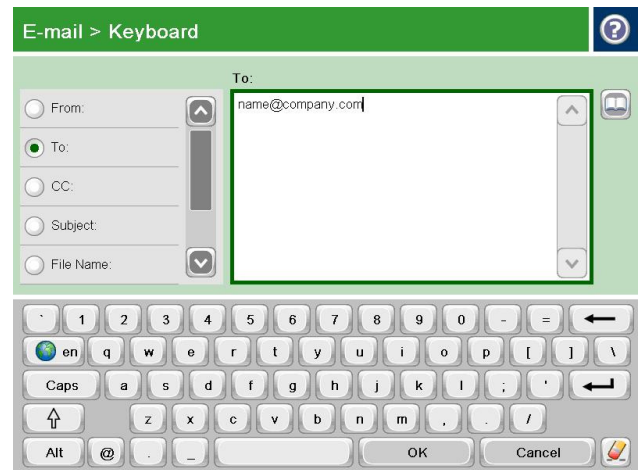 E-mail > Keyboard
?
To:
From:
name@company.com
To:
CC:
Subject:
File Name:
` 1 2 3 4 5 6 7 8 9 0 - =
en q w e r t y u i o p [ ] \
Caps a s d f g h j k l ; '
z x c v b n m , . /
Alt @ . _ OK Cancel